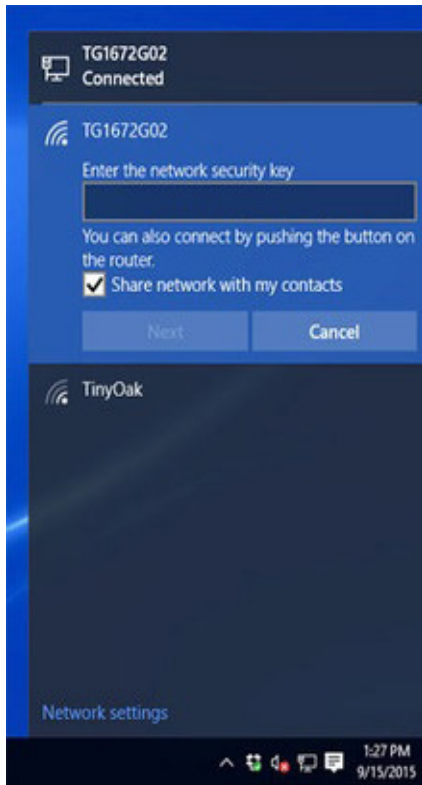 TG1672G02
Connected
TG1672G02
Enter the network security key
You can also connect by pushing the button on
the router.
Share network with my contacts
Next
Cancel
TinyOak
Network settings
1:27 PM
9/15/2015